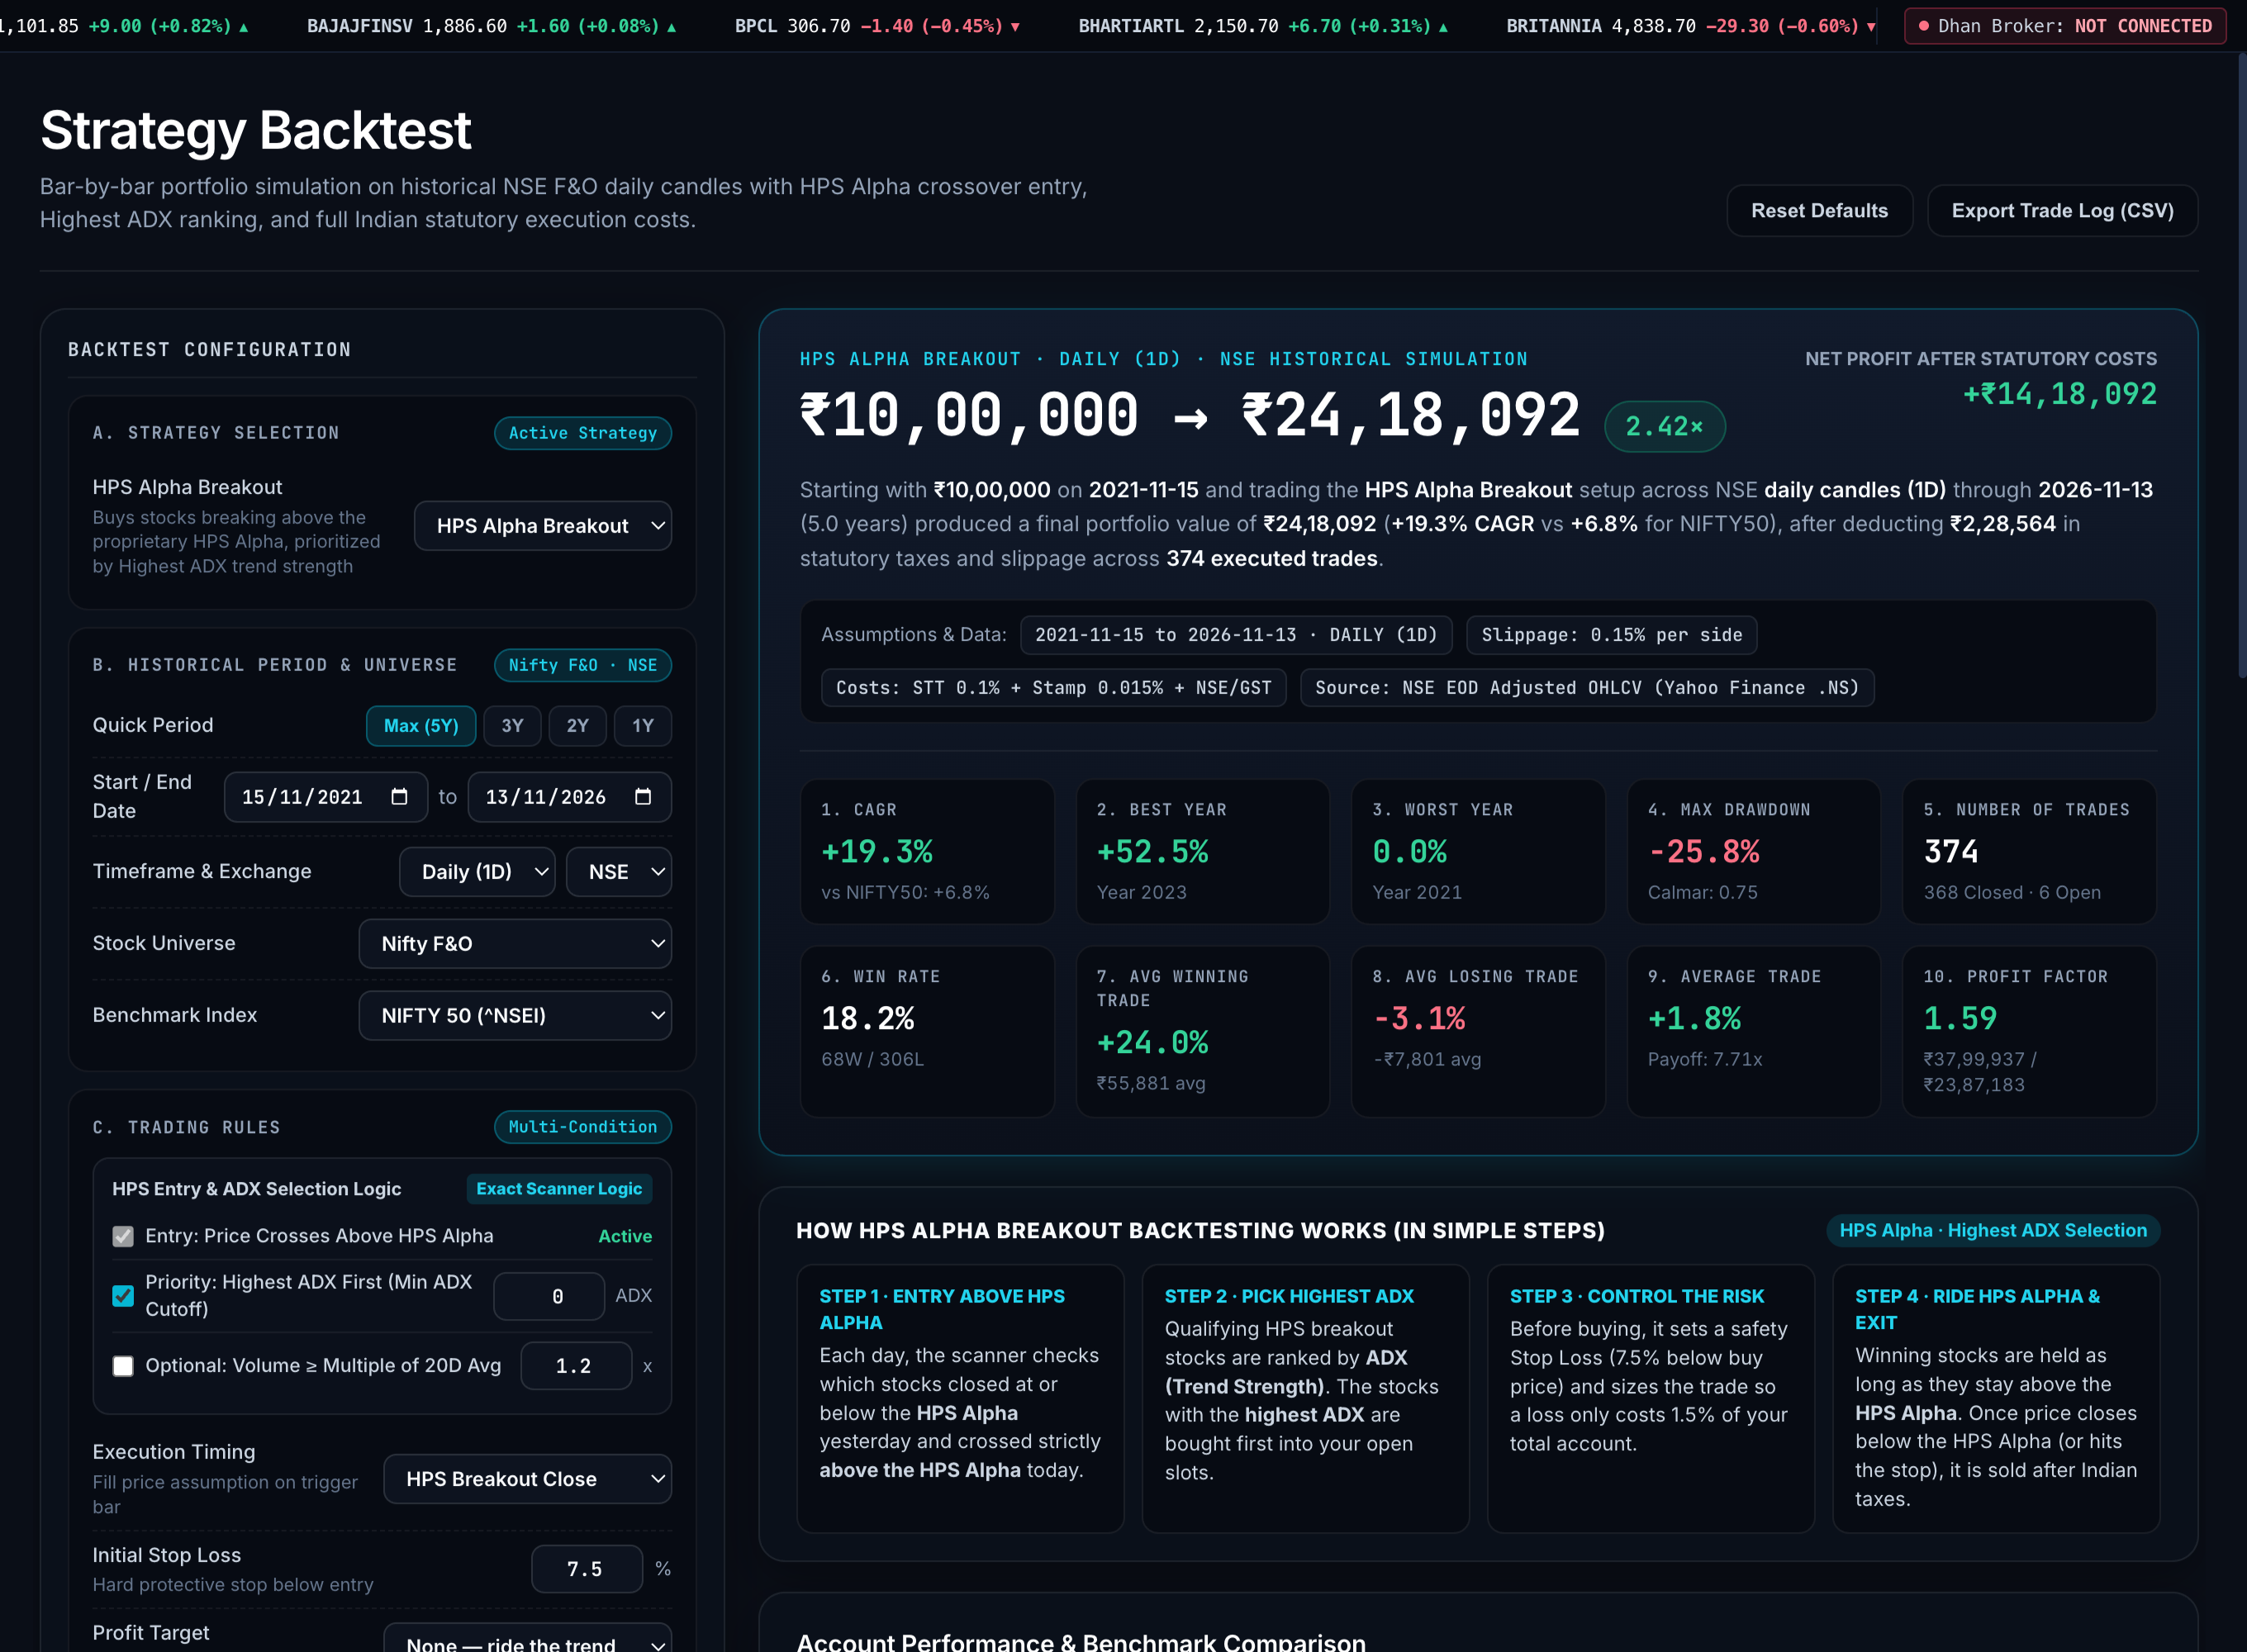 1,101.85 +9.00 (+0.82%) ▲ BAJAJFINSV 1,886.60 +1.60 (+0.08%) ▲ BPCL 306.70 −1.40 (−0.45%) ▼ BHARTIARTL 2,150.70 +6.70 (+0.31%) ▲ BRITANNIA 4,838.70 −29.30 (−0.60%) ▼ Dhan Broker: NOT CONNECTED
Strategy Backtest
Bar-by-bar portfolio simulation on historical NSE F&O daily candles with HPS Alpha crossover entry,
Highest ADX ranking, and full Indian statutory execution costs.
Reset Defaults
Export Trade Log (CSV)
BACKTEST CONFIGURATION
A. STRATEGY SELECTION
Active Strategy
HPS Alpha Breakout
Buys stocks breaking above the
proprietary HPS Alpha, prioritized
by Highest ADX trend strength
HPS Alpha Breakout
B. HISTORICAL PERIOD & UNIVERSE
Nifty F&O · NSE
Quick Period
Max (5Y) 3Y 2Y 1Y
Start / End
Date
15/11/2021 to 13/11/2026
Timeframe & Exchange
Daily (1D) NSE
Stock Universe
Nifty F&O
Benchmark Index
NIFTY 50 (^NSEI)
C. TRADING RULES
Multi-Condition
HPS Entry & ADX Selection Logic
Exact Scanner Logic
Entry: Price Crosses Above HPS Alpha
Active
Priority: Highest ADX First (Min ADX
Cutoff)
0 ADX
Optional: Volume ≥ Multiple of 20D Avg
1.2 x
Execution Timing
Fill price assumption on trigger
bar
HPS Breakout Close
Initial Stop Loss
Hard protective stop below entry
7.5 %
Profit Target
None — ride the trend
HPS ALPHA BREAKOUT · DAILY (1D) · NSE HISTORICAL SIMULATION
₹10,00,000 → ₹24,18,092 2.42×
NET PROFIT AFTER STATUTORY COSTS
+₹14,18,092
Starting with ₹10,00,000 on 2021-11-15 and trading the HPS Alpha Breakout setup across NSE daily candles (1D) through 2026-11-13
(5.0 years) produced a final portfolio value of ₹24,18,092 (+19.3% CAGR vs +6.8% for NIFTY50), after deducting ₹2,28,564 in
statutory taxes and slippage across 374 executed trades.
Assumptions & Data: 2021-11-15 to 2026-11-13 · DAILY (1D) Slippage: 0.15% per side
Costs: STT 0.1% + Stamp 0.015% + NSE/GST Source: NSE EOD Adjusted OHLCV (Yahoo Finance .NS)
1. CAGR
+19.3%
vs NIFTY50: +6.8%
2. BEST YEAR
+52.5%
Year 2023
3. WORST YEAR
0.0%
Year 2021
4. MAX DRAWDOWN
-25.8%
Calmar: 0.75
5. NUMBER OF TRADES
374
368 Closed · 6 Open
6. WIN RATE
18.2%
68W / 306L
7. AVG WINNING
TRADE
+24.0%
₹55,881 avg
8. AVG LOSING TRADE
-3.1%
-₹7,801 avg
9. AVERAGE TRADE
+1.8%
Payoff: 7.71x
10. PROFIT FACTOR
1.59
₹37,99,937 /
₹23,87,183
HOW HPS ALPHA BREAKOUT BACKTESTING WORKS (IN SIMPLE STEPS)
HPS Alpha · Highest ADX Selection
STEP 1 · ENTRY ABOVE HPS
ALPHA
Each day, the scanner checks
which stocks closed at or
below the HPS Alpha
yesterday and crossed strictly
above the HPS Alpha today.
STEP 2 · PICK HIGHEST ADX
Qualifying HPS breakout
stocks are ranked by ADX
(Trend Strength). The stocks
with the highest ADX are
bought first into your open
slots.
STEP 3 · CONTROL THE RISK
Before buying, it sets a safety
Stop Loss (7.5% below buy
price) and sizes the trade so
a loss only costs 1.5% of your
total account.
STEP 4 · RIDE HPS ALPHA &
EXIT
Winning stocks are held as
long as they stay above the
HPS Alpha. Once price closes
below the HPS Alpha (or hits
the stop), it is sold after Indian
taxes.
Account Performance & Benchmark Comparison